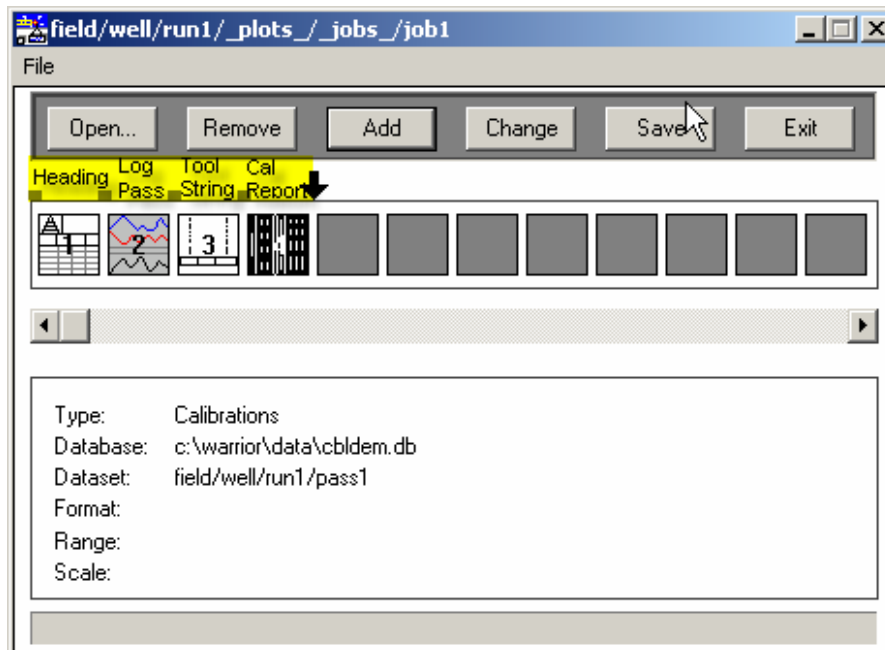 field/well/run1/_plots_/_jobs_/job1
File
Open... Remove Add Change Save Exit
Heading Log Pass Tool String Cal Report
1 2 3
Type: Calibrations
Database: c:\warrior\data\cbldem.db
Dataset: field/well/run1/pass1
Format:
Range:
Scale: